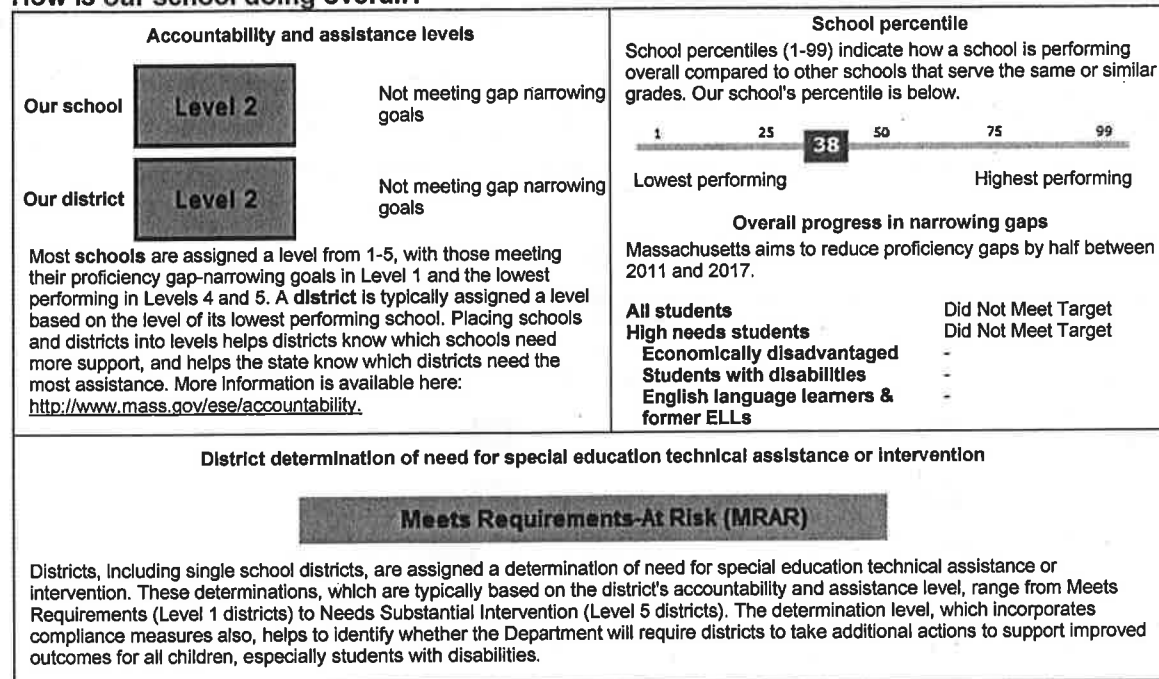 How is our school doing overall?
Accountability and assistance levels
Our school
Level 2
Not meeting gap narrowing
goals
Our district
Level 2
Not meeting gap narrowing
goals
Most schools are assigned a level from 1-5, with those meeting
their proficiency gap-narrowing goals in Level 1 and the lowest
performing in Levels 4 and 5. A district is typically assigned a level
based on the level of its lowest performing school. Placing schools
and districts into levels helps districts know which schools need
more support, and helps the state know which districts need the
most assistance. More Information is available here:
http://www.mass.gov/ese/accountability.
School percentile
School percentiles (1-99) indicate how a school is performing
overall compared to other schools that serve the same or similar
grades. Our school's percentile is below.
1 25 38 50 75 99
Lowest performing Highest performing
Overall progress in narrowing gaps
Massachusetts aims to reduce proficiency gaps by half between
2011 and 2017.
All students Did Not Meet Target
High needs students Did Not Meet Target
Economically disadvantaged -
Students with disabilities -
English language learners & -
former ELLs
District determination of need for special education technical assistance or intervention
Meets Requirements-At Risk (MRAR)
Districts, including single school districts, are assigned a determination of need for special education technical assistance or
intervention. These determinations, which are typically based on the district's accountability and assistance level, range from Meets
Requirements (Level 1 districts) to Needs Substantial Intervention (Level 5 districts). The determination level, which incorporates
compliance measures also, helps to identify whether the Department will require districts to take additional actions to support improved
outcomes for all children, especially students with disabilities.